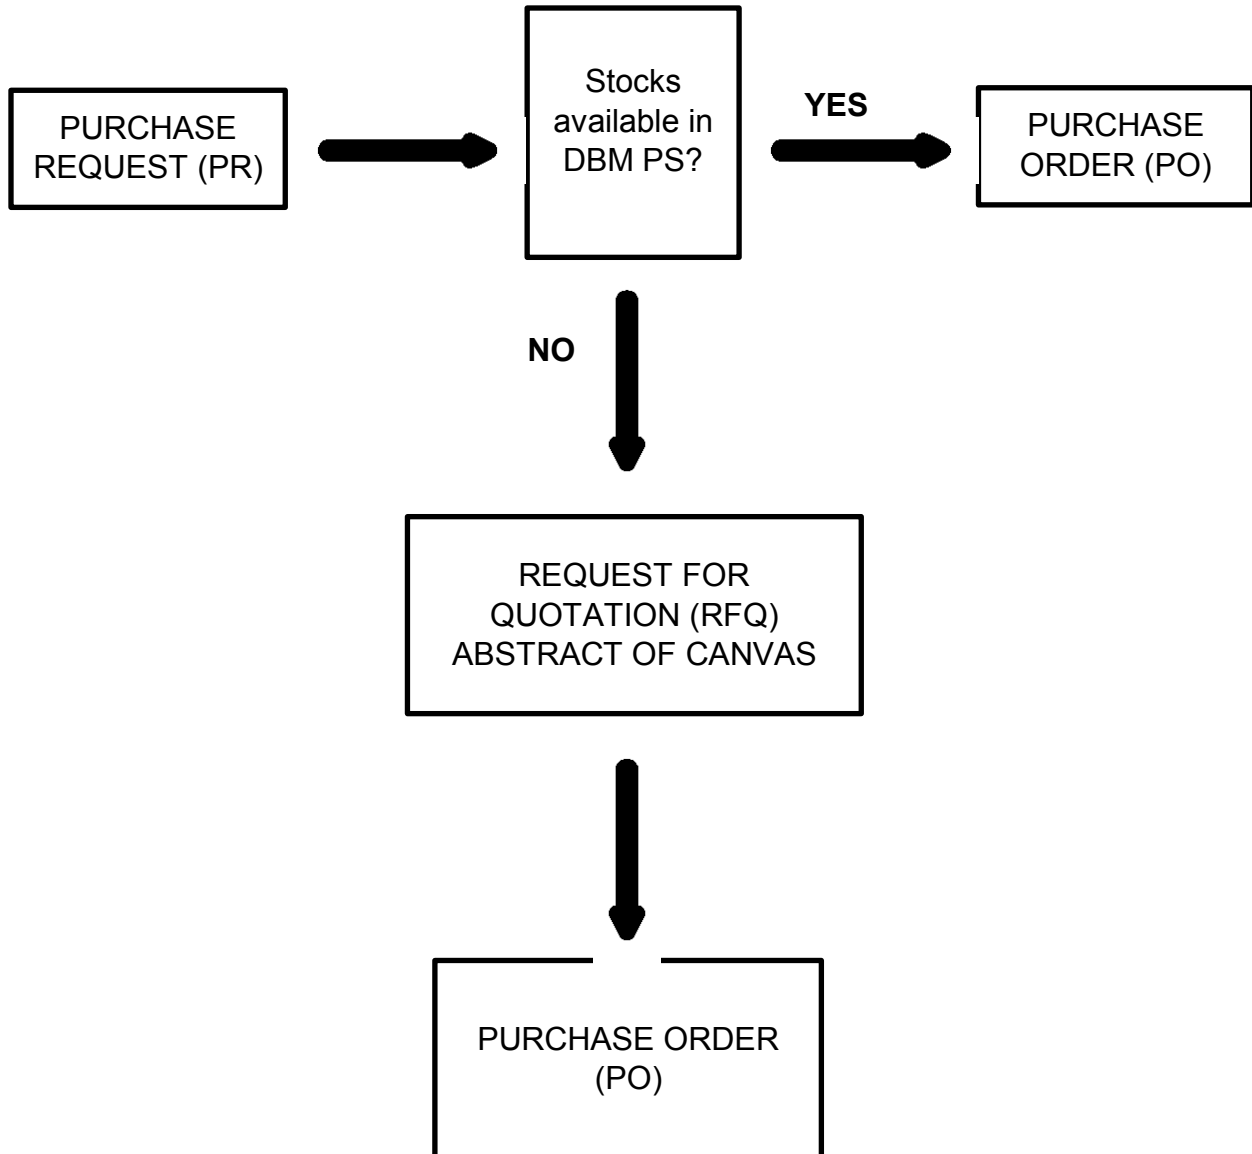 PURCHASE
REQUEST (PR)
Stocks
available in
DBM PS?
YES
PURCHASE
ORDER (PO)
NO
REQUEST FOR
QUOTATION (RFQ)
ABSTRACT OF CANVAS
PURCHASE ORDER
(PO)